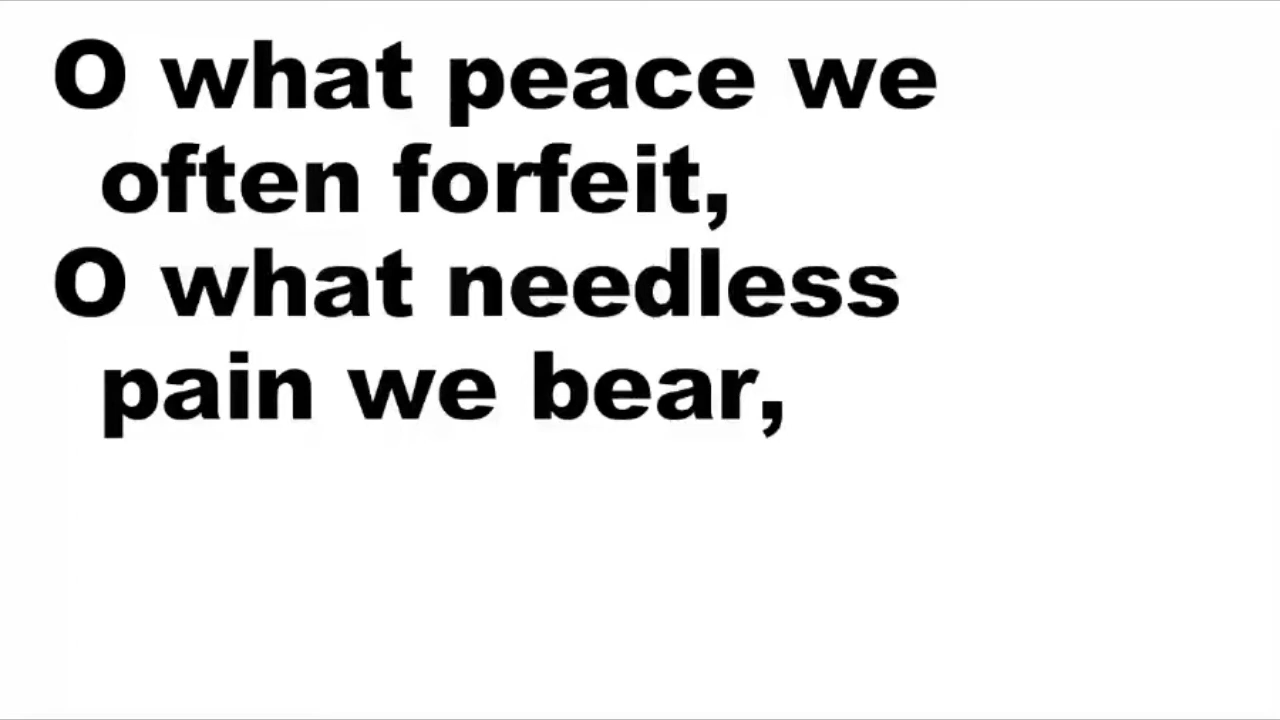 O what peace we
often forfeit,
O what needless
pain we bear,